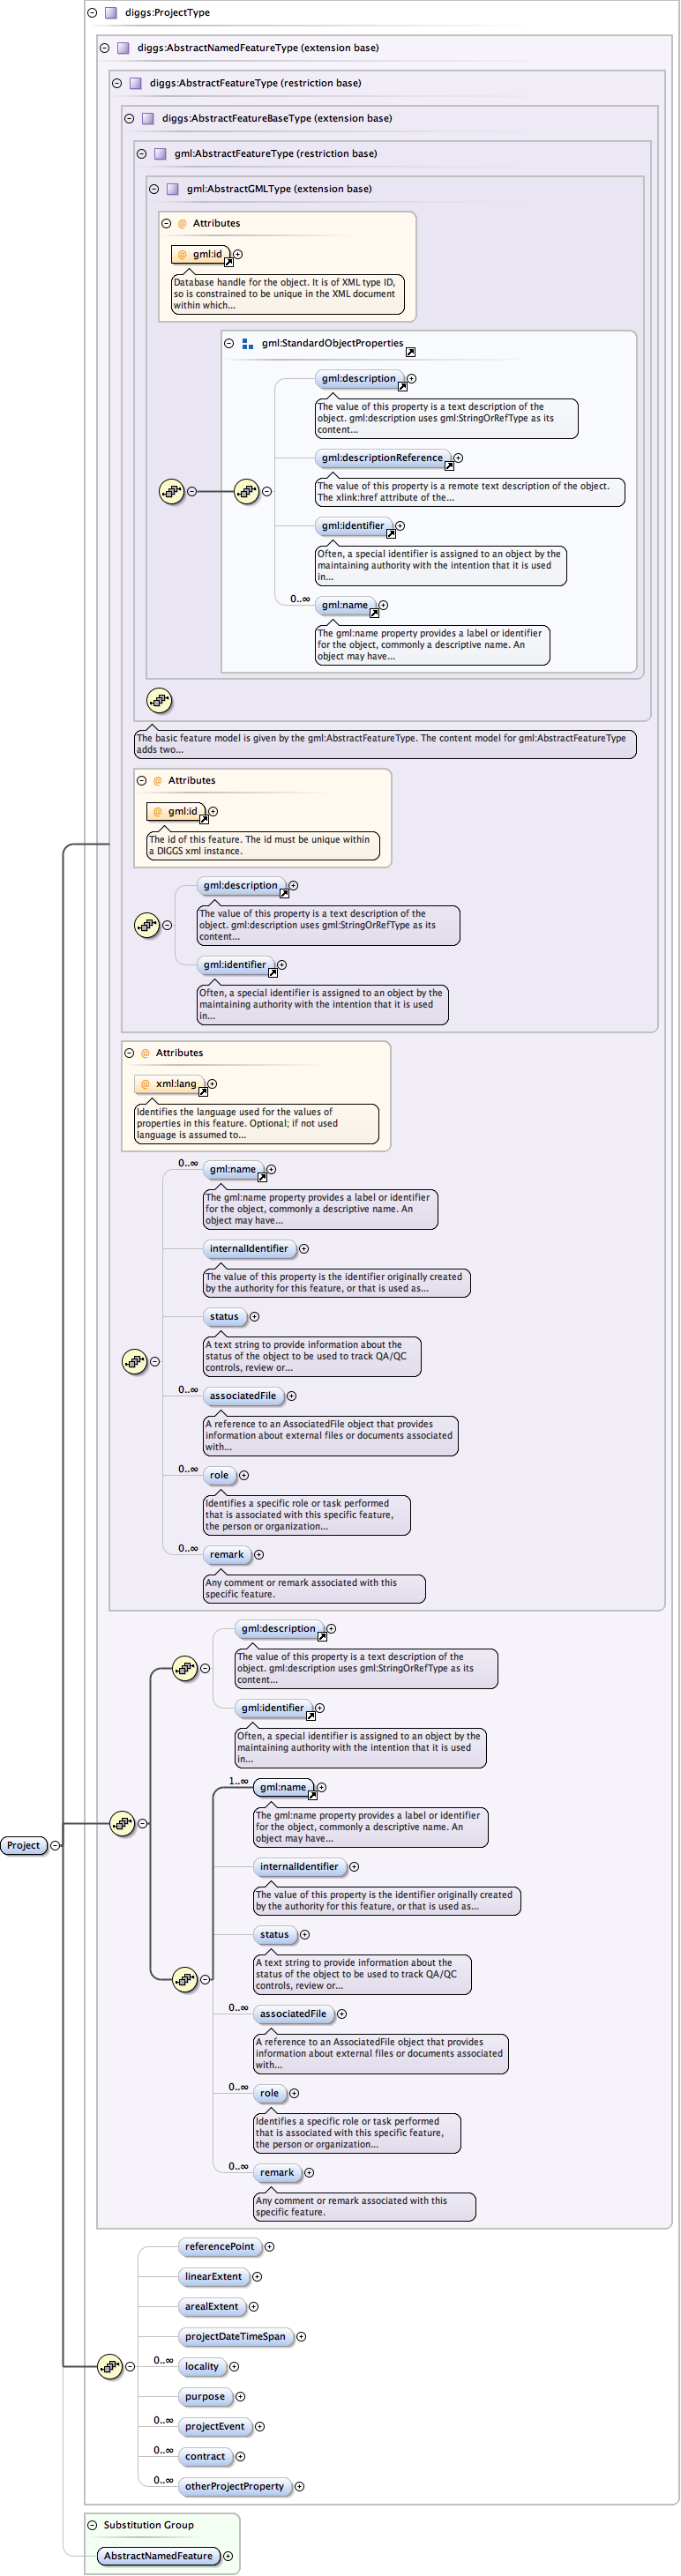 diggs:ProjectType
diggs:AbstractNamedFeatureType (extension base)
diggs:AbstractFeatureType (restriction base)
diggs:AbstractFeatureBaseType (extension base)
gml:AbstractFeatureType (restriction base)
gml:AbstractGMLType (extension base)
@ Attributes
@ gml:id
Database handle for the object. It is of XML type ID,
so is constrained to be unique in the XML document
within which...
gml:StandardObjectProperties
gml:description
The value of this property is a text description of the
object. gml:description uses gml:StringOrRefType as its
content...
gml:descriptionReference
The value of this property is a remote text description of the object.
The xlink:href attribute of the...
gml:identifier
Often, a special identifier is assigned to an object by the
maintaining authority with the intention that it is used
in...
0..∞ gml:name
The gml:name property provides a label or identifier
for the object, commonly a descriptive name. An
object may have...
The basic feature model is given by the gml:AbstractFeatureType. The content model for gml:AbstractFeatureType
adds two...
@ Attributes
@ gml:id
The id of this feature. The id must be unique within
a DIGGS xml instance.
gml:description
The value of this property is a text description of the
object. gml:description uses gml:StringOrRefType as its
content...
gml:identifier
Often, a special identifier is assigned to an object by the
maintaining authority with the intention that it is used
in...
@ Attributes
@ xml:lang
Identifies the language used for the values of
properties in this feature. Optional; if not used
language is assumed to...
0..∞ gml:name
The gml:name property provides a label or identifier
for the object, commonly a descriptive name. An
object may have...
internalIdentifier
The value of this property is the identifier originally created
by the authority for this feature, or that is used as...
status
A text string to provide information about the
status of the object to be used to track QA/QC
controls, review or...
0..∞ associatedFile
A reference to an AssociatedFile object that provides
information about external files or documents associated
with...
0..∞ role
Identifies a specific role or task performed
that is associated with this specific feature,
the person or organization...
0..∞ remark
Any comment or remark associated with this
specific feature.
gml:description
The value of this property is a text description of the
object. gml:description uses gml:StringOrRefType as its
content...
gml:identifier
Often, a special identifier is assigned to an object by the
maintaining authority with the intention that it is used
in...
1..∞ gml:name
The gml:name property provides a label or identifier
for the object, commonly a descriptive name. An
object may have...
Project
internalIdentifier
The value of this property is the identifier originally created
by the authority for this feature, or that is used as...
status
A text string to provide information about the
status of the object to be used to track QA/QC
controls, review or...
0..∞ associatedFile
A reference to an AssociatedFile object that provides
information about external files or documents associated
with...
0..∞ role
Identifies a specific role or task performed
that is associated with this specific feature,
the person or organization...
0..∞ remark
Any comment or remark associated with this
specific feature.
referencePoint
linearExtent
arealExtent
projectDateTimeSpan
0..∞ locality
purpose
0..∞ projectEvent
0..∞ contract
0..∞ otherProjectProperty
Substitution Group
AbstractNamedFeature